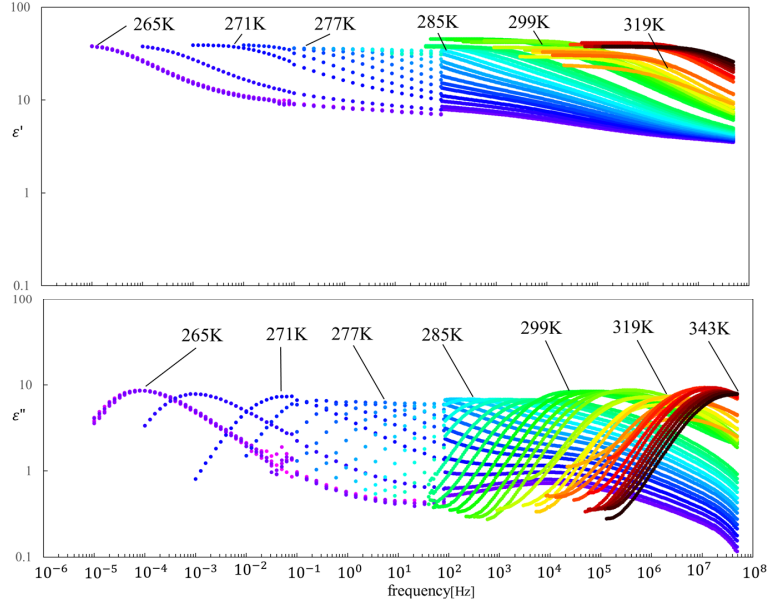 100
265K 271K 277K 285K 299K 319K
10
ε'
1
0.1
100
265K 271K 277K 285K 299K 319K 343K
10
ε"
1
0.1
10⁻⁶ 10⁻⁵ 10⁻⁴ 10⁻³ 10⁻² 10⁻¹ 10⁰ 10¹ 10² 10³ 10⁴ 10⁵ 10⁶ 10⁷ 10⁸
frequency[Hz]